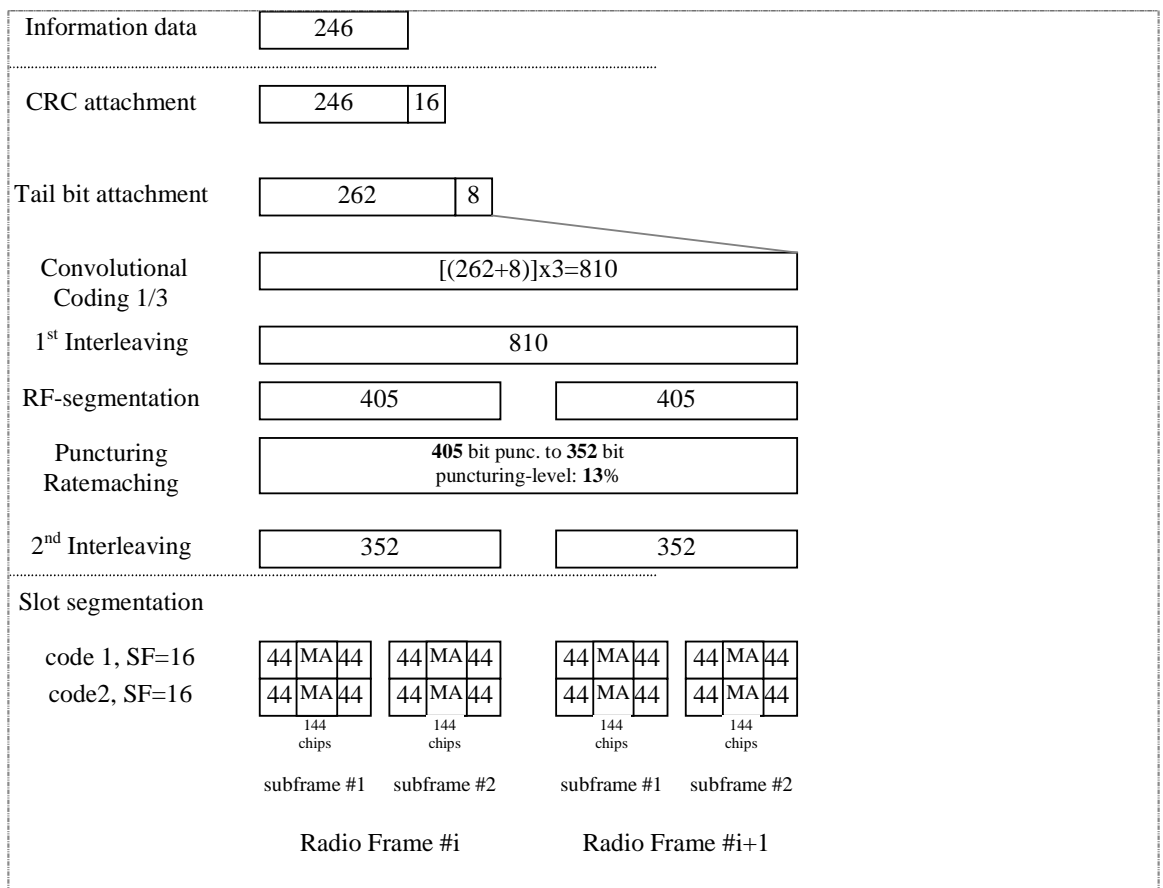 Information data 246
CRC attachment 246 16
Tail bit attachment 262 8
Convolutional
Coding 1/3
[(262+8)]x3=810
1st Interleaving 810
RF-segmentation 405 405
Puncturing
Ratemaching
405 bit punc. to 352 bit
puncturing-level: 13%
2nd Interleaving 352 352
Slot segmentation
code 1, SF=16 44 MA 44 44 MA 44 44 MA 44 44 MA 44
code2, SF=16 44 MA 44 44 MA 44 44 MA 44 44 MA 44
144 144 144 144
chips chips chips chips
subframe #1 subframe #2 subframe #1 subframe #2
Radio Frame #i Radio Frame #i+1